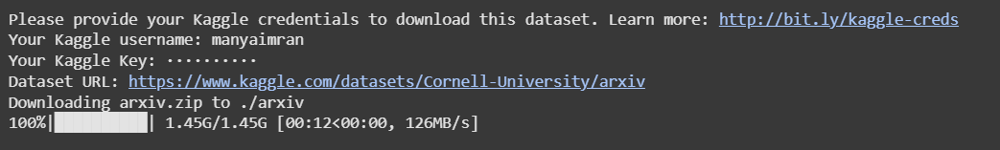 Please provide your Kaggle credentials to download this dataset. Learn more: http://bit.ly/kaggle-creds
Your Kaggle username: manyaimran
Your Kaggle Key: ··········
Dataset URL: https://www.kaggle.com/datasets/Cornell-University/arxiv
Downloading arxiv.zip to ./arxiv
100%|██████████| 1.45G/1.45G [00:12<00:00, 126MB/s]